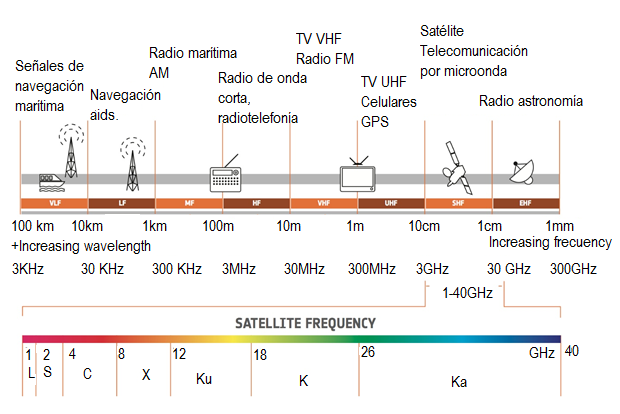 Señales de
navegación
maritima
Navegación
aids.
Radio marítima
AM
Radio de onda
corta,
radiotelefonía
TV VHF
Radio FM
TV UHF
Celulares
GPS
Satélite
Telecomunicación
por microonda
Radio astronomía
VLF LF MF HF VHF UHF SHF EHF
100 km 10km 1km 100m 10m 1m 10cm 1cm 1mm
+Increasing wavelength Increasing frecuency
3KHz 30 KHz 300 KHz 3MHz 30MHz 300MHz 3GHz 30 GHz 300GHz
1-40GHz
SATELLITE FREQUENCY
1 2 4 8 12 18 26 GHz 40
L S C X Ku K Ka